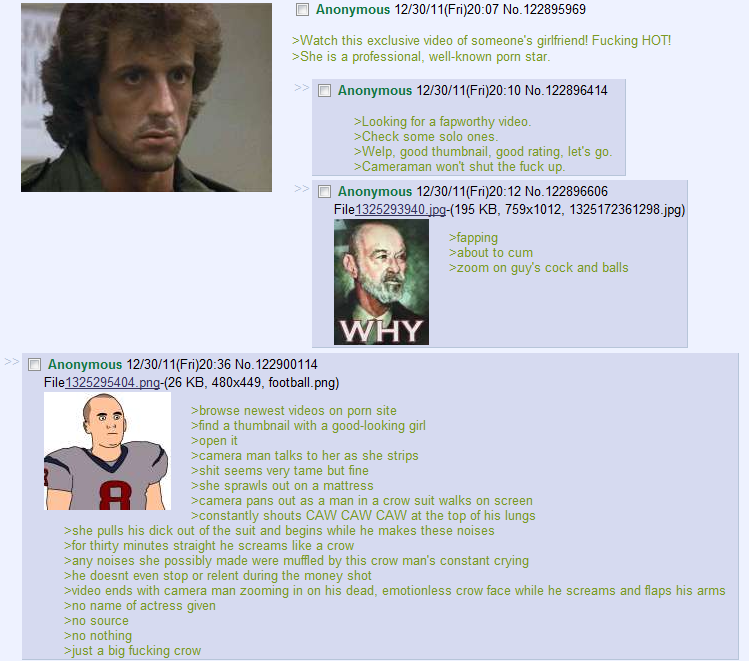 Anonymous 12/30/11(Fri)20:07 No.122895969
>Watch this exclusive video of someone's girlfriend! Fucking HOT!
>She is a professional, well-known porn star.
>> Anonymous 12/30/11(Fri)20:10 No.122896414
>Looking for a fapworthy video.
>Check some solo ones.
>Welp, good thumbnail, good rating, let's go.
>Cameraman won't shut the fuck up.
>> Anonymous 12/30/11(Fri)20:12 No.122896606
File1325293940.jpg-(195 KB, 759x1012, 1325172361298.jpg)
>fapping
>about to cum
>zoom on guy's cock and balls
WHY
>> Anonymous 12/30/11(Fri)20:36 No.122900114
File1325295404.png-(26 KB, 480x449, football.png)
>browse newest videos on porn site
>find a thumbnail with a good-looking girl
>open it
>camera man talks to her as she strips
>shit seems very tame but fine
>she sprawls out on a mattress
>camera pans out as a man in a crow suit walks on screen
>constantly shouts CAW CAW CAW at the top of his lungs
8
>she pulls his dick out of the suit and begins while he makes these noises
>for thirty minutes straight he screams like a crow
>any noises she possibly made were muffled by this crow man's constant crying
>he doesnt even stop or relent during the money shot
>video ends with camera man zooming in on his dead, emotionless crow face while he screams and flaps his arms
>no name of actress given
>no source
>no nothing
>just a big fucking crow